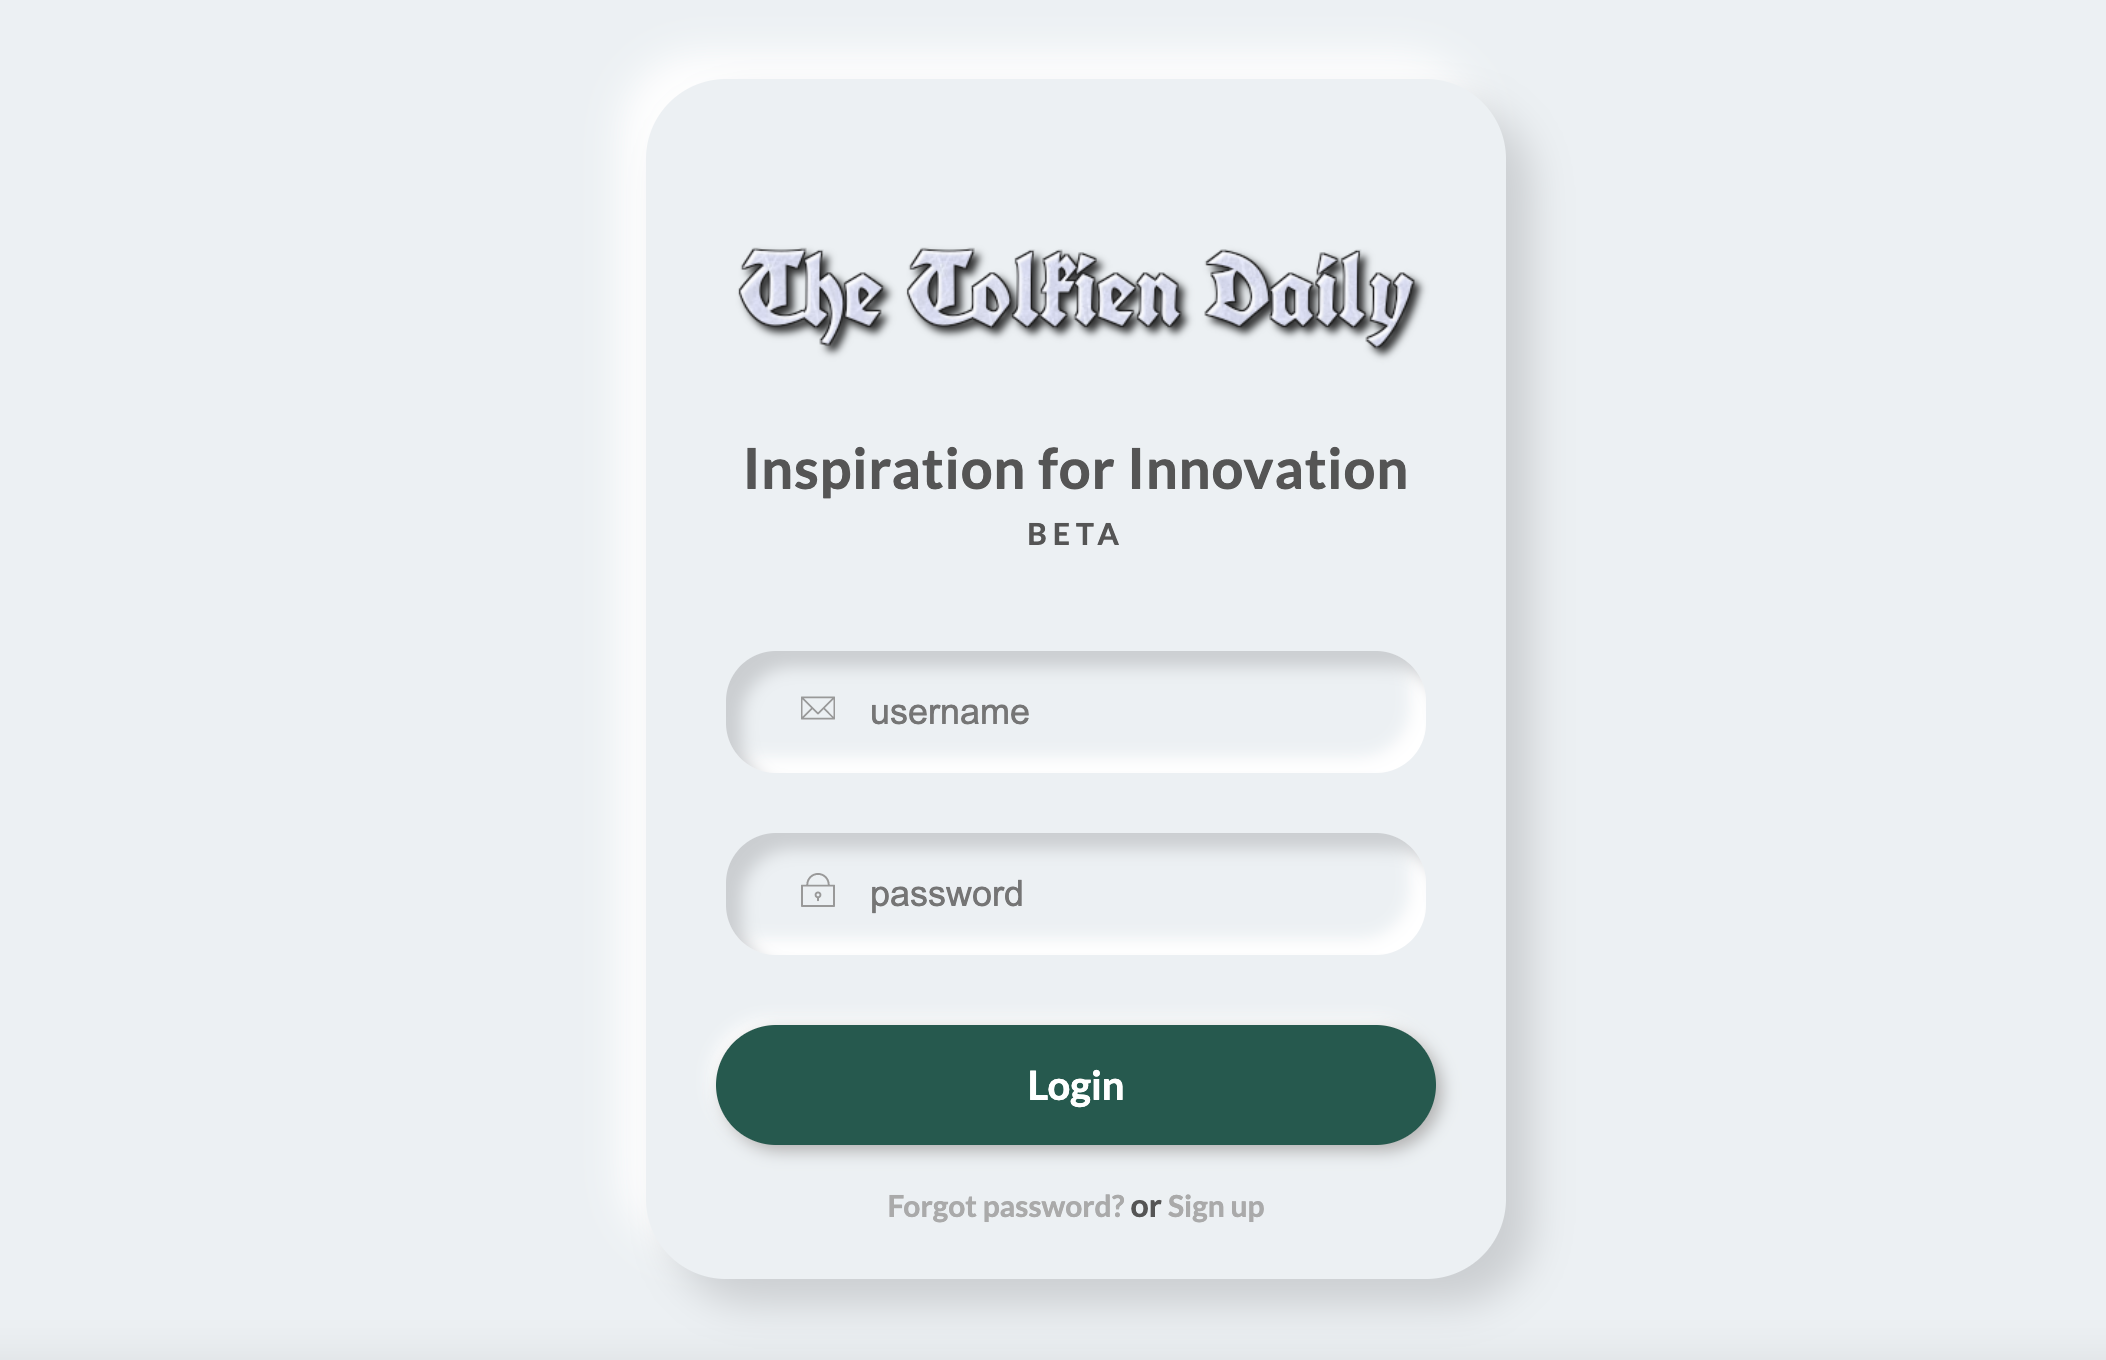 The Tolkien Daily
Inspiration for Innovation
BETA
username
password
Login
Forgot password? or Sign up